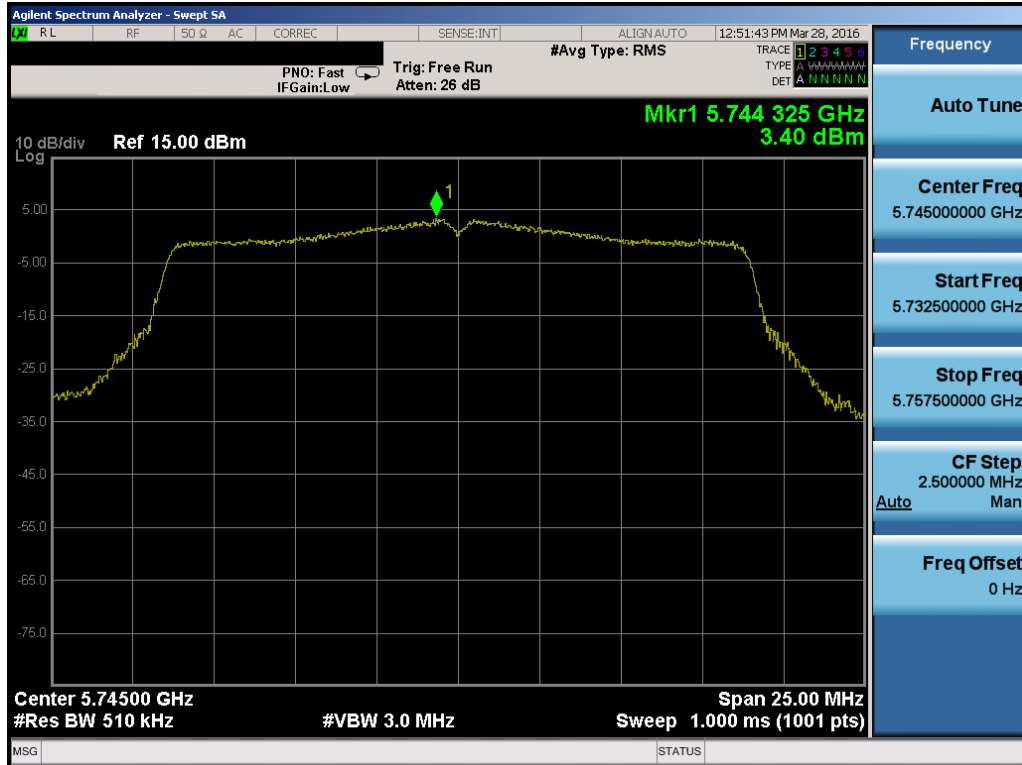 Agilent Spectrum Analyzer - Swept SA
LXI RL RF 50 Ω AC CORREC SENSE:INT ALIGN AUTO 12:51:43 PM Mar 28, 2016
Frequency
#Avg Type: RMS
TRACE 1 2 3 4 5 6
PNO: Fast
Trig: Free Run
TYPE A WWWWW
IFGain:Low
Atten: 26 dB
DET A N N N N N
Auto Tune
Mkr1 5.744 325 GHz
3.40 dBm
10 dB/div Ref 15.00 dBm
Log
1
5.00
-5.00
-15.0
-25.0
-35.0
-45.0
-55.0
-65.0
-75.0
Center Freq
5.745000000 GHz
Start Freq
5.732500000 GHz
Stop Freq
5.757500000 GHz
CF Step
2.500000 MHz
Auto Man
Freq Offset
0 Hz
Center 5.74500 GHz Span 25.00 MHz
#Res BW 510 kHz #VBW 3.0 MHz Sweep 1.000 ms (1001 pts)
MSG STATUS